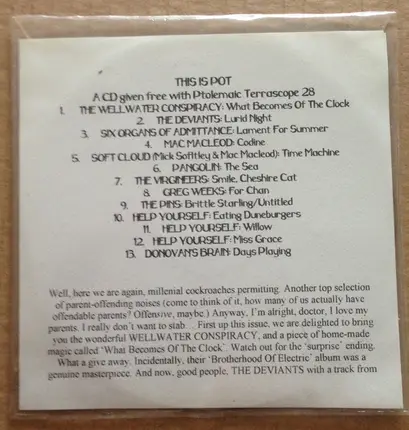 THIS IS POT
A CD given free with Ptolemaic Terrascope 28
1. THE WELLWATER CONSPIRACY: What Becomes Of The Clock
2. THE DEVIANTS: Lurid Night
3. SIX ORGANS OF ADMITTANCE: Lament For Summer
4. MAC MACLEOD: Codine
5. SOFT CLOUD (Mick Softley & Mac Macleod): Time Machine
6. PANGOLIN: The Sea
7. THE VIRGINEERS: Smile, Cheshire Cat
8. GREG WEEKS: For Chan
9. THE PINS: Brittle Starling/Untitled
10. HELP YOURSELF: Eating Duneburgers
11. HELP YOURSELF: Willow
12. HELP YOURSELF: Miss Grace
13. DONOVAN'S BRAIN: Days Playing
Well, here we are again, millenial cockroaches permitting. Another top selection
of parent-offending noises (come to think of it, how many of us actually have
offendable parents? Offensive, maybe.) Anyway, I'm alright, doctor, I love my
parents. I really don't want to stab... First up this issue, we are delighted to bring
you the wonderful WELLWATER CONSPIRACY, and a piece of home-made
magic called 'What Becomes Of The Clock'. Watch out for the 'surprise' ending.
What a give away. Incidentally, their 'Brotherhood Of Electric' album was a
genuine masterpiece. And now, good people, THE DEVIANTS with a track from